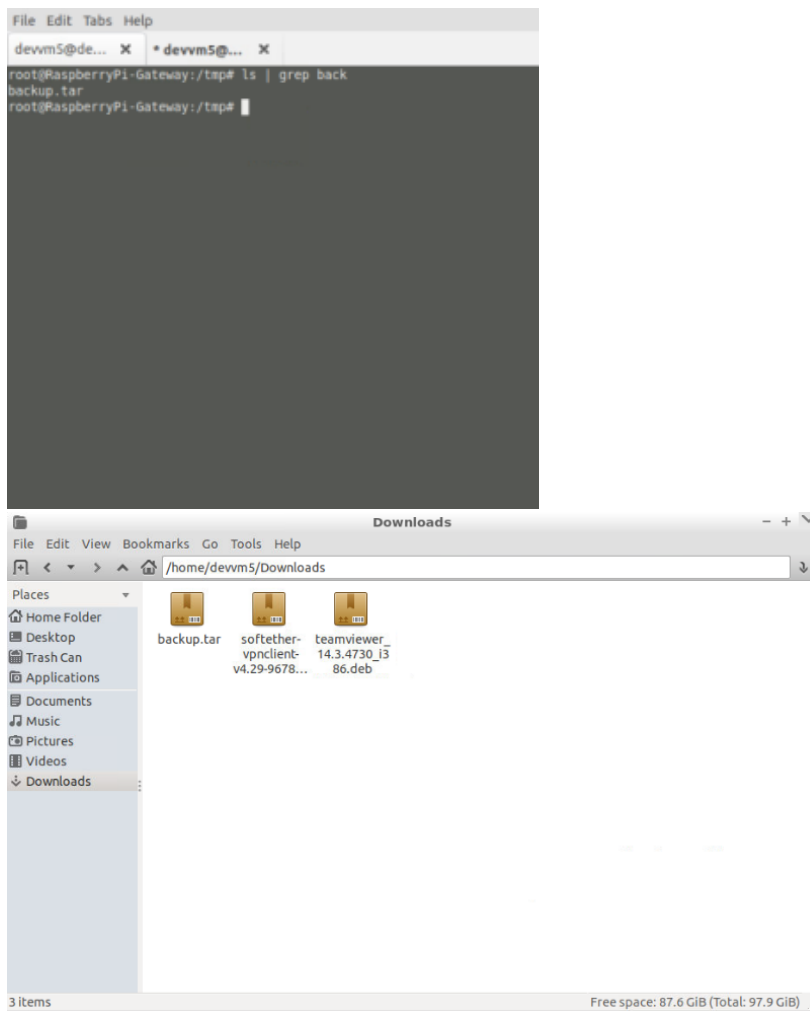 File Edit Tabs Help
devvm5@de... ✕ • devvm5@... ✕
root@RaspberryPi-Gateway:/tmp# ls | grep back
backup.tar
root@RaspberryPi-Gateway:/tmp#
Downloads
File Edit View Bookmarks Go Tools Help
/home/devvm5/Downloads
Places
Home Folder
Desktop
Trash Can
Applications
Documents
Music
Pictures
Videos
Downloads
backup.tar
softether-
vpnclient-
v4.29-9678...
teamviewer_
14.3.4730_i3
86.deb
3 items
Free space: 87.6 GiB (Total: 97.9 GiB)